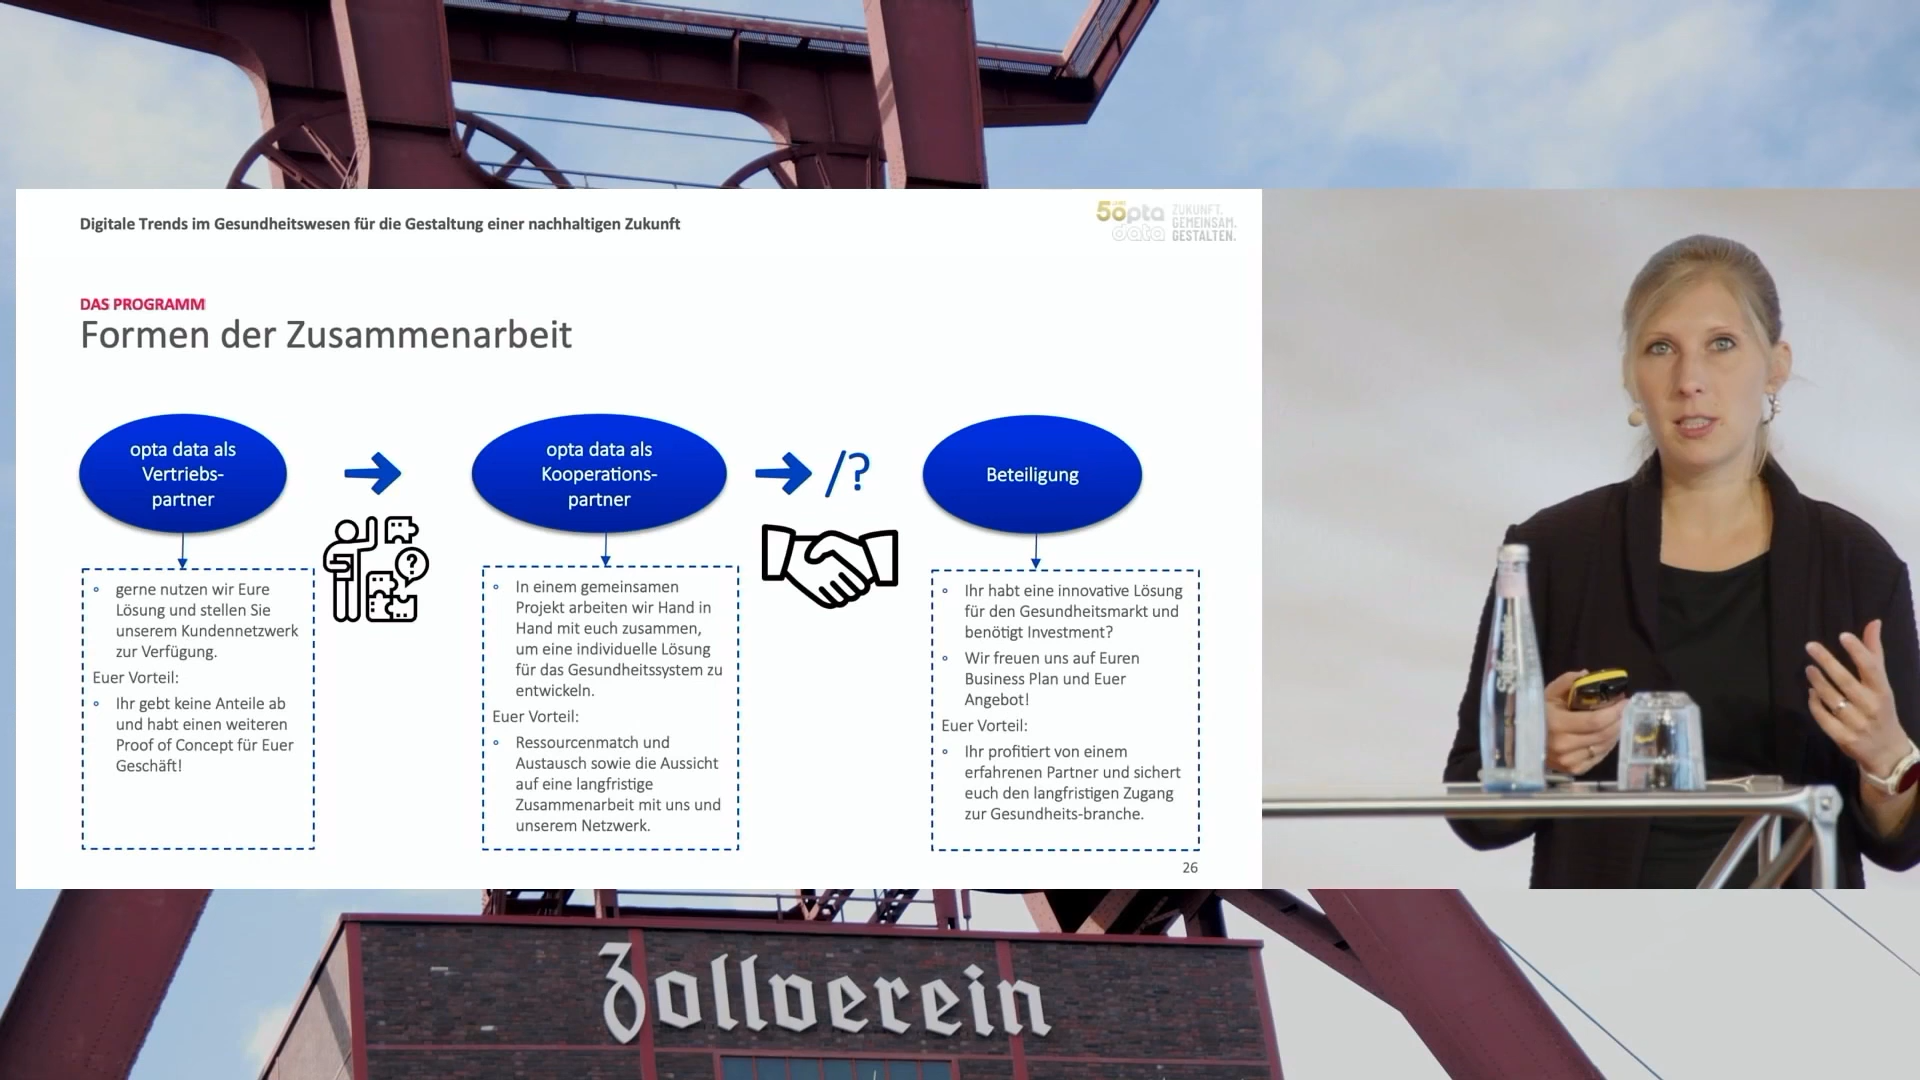 Digitale Trends im Gesundheitswesen für die Gestaltung einer nachhaltigen Zukunft
50 JAHRE opta data
ZUKUNFT.
GEMEINSAM.
GESTALTEN.
DAS PROGRAMM
Formen der Zusammenarbeit
opta data als
Vertriebs-
partner
opta data als
Kooperations-
partner
/?
Beteiligung
?
gerne nutzen wir Eure
Lösung und stellen Sie
unserem Kundennetzwerk
zur Verfügung.
Euer Vorteil:
Ihr gebt keine Anteile ab
und habt einen weiteren
Proof of Concept für Euer
Geschäft!
In einem gemeinsamen
Projekt arbeiten wir Hand in
Hand mit euch zusammen,
um eine individuelle Lösung
für das Gesundheitssystem zu
entwickeln.
Euer Vorteil:
Ressourcenmatch und
Austausch sowie die Aussicht
auf eine langfristige
Zusammenarbeit mit uns und
unserem Netzwerk.
Ihr habt eine innovative Lösung
für den Gesundheitsmarkt und
benötigt Investment?
Wir freuen uns auf Euren
Business Plan und Euer
Angebot!
Euer Vorteil:
Ihr profitiert von einem
erfahrenen Partner und sichert
euch den langfristigen Zugang
zur Gesundheits-branche.
26
Zollverein